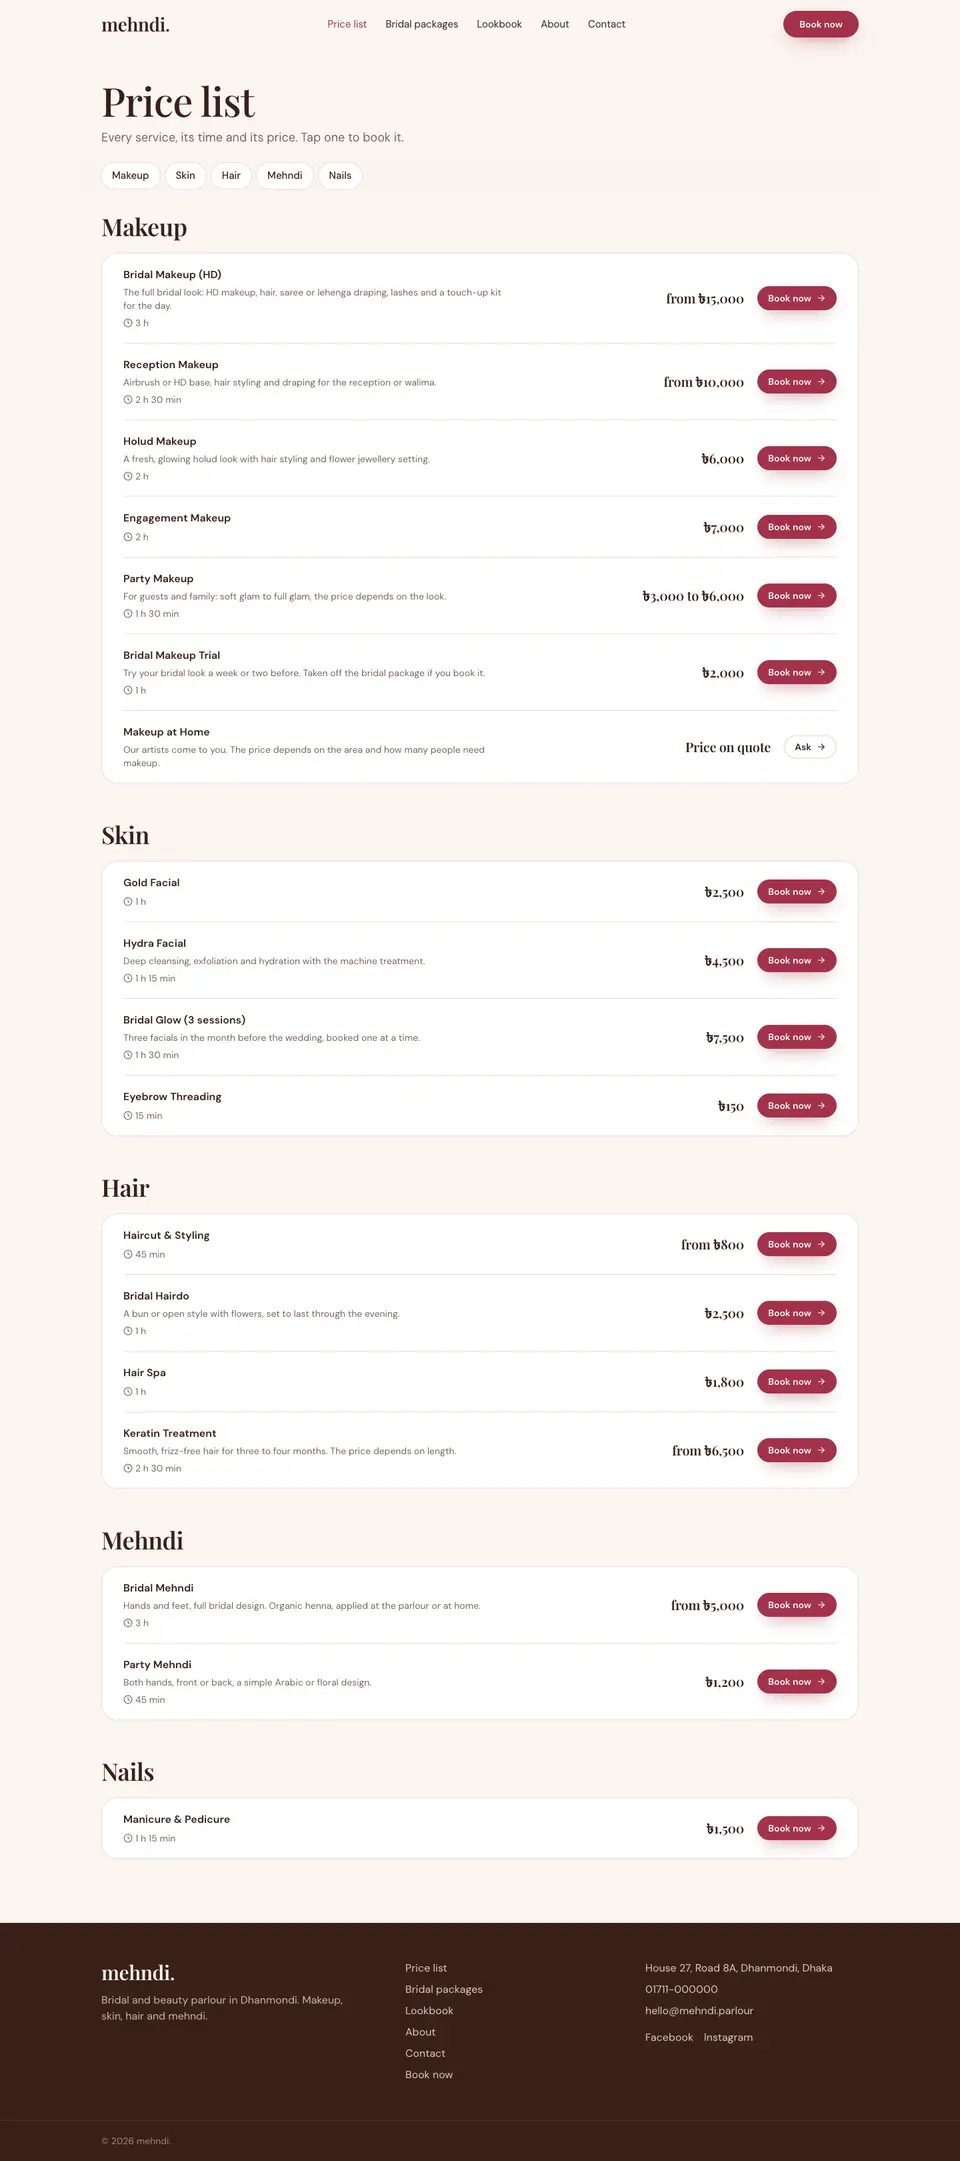 mehndi.
Price list
Bridal packages
Lookbook
About
Contact
Book now
Price list
Every service, its time and its price. Tap one to book it.
Makeup
Skin
Hair
Mehndi
Nails
Makeup
Bridal Makeup (HD)
The full bridal look: HD makeup, hair, saree or lehenga draping, lashes and a touch-up kit
for the day.
3 h
from ৳15,000
Book now →
Reception Makeup
Airbrush or HD base, hair styling and draping for the reception or walima.
2 h 30 min
from ৳10,000
Book now →
Holud Makeup
A fresh, glowing holud look with hair styling and flower jewellery setting.
2 h
৳6,000
Book now →
Engagement Makeup
2 h
৳7,000
Book now →
Party Makeup
For guests and family: soft glam to full glam, the price depends on the look.
1 h 30 min
৳3,000 to ৳6,000
Book now →
Bridal Makeup Trial
Try your bridal look a week or two before. Taken off the bridal package if you book it.
1 h
৳2,000
Book now →
Makeup at Home
Our artists come to you. The price depends on the area and how many people need
makeup.
Price on quote
Ask →
Skin
Gold Facial
1 h
৳2,500
Book now →
Hydra Facial
Deep cleansing, exfoliation and hydration with the machine treatment.
1 h 15 min
৳4,500
Book now →
Bridal Glow (3 sessions)
Three facials in the month before the wedding, booked one at a time.
1 h 30 min
৳7,500
Book now →
Eyebrow Threading
15 min
৳150
Book now →
Hair
Haircut & Styling
45 min
from ৳800
Book now →
Bridal Hairdo
A bun or open style with flowers, set to last through the evening.
1 h
৳2,500
Book now →
Hair Spa
1 h
৳1,800
Book now →
Keratin Treatment
Smooth, frizz-free hair for three to four months. The price depends on length.
2 h 30 min
from ৳6,500
Book now →
Mehndi
Bridal Mehndi
Hands and feet, full bridal design. Organic henna, applied at the parlour or at home.
3 h
from ৳5,000
Book now →
Party Mehndi
Both hands, front or back, a simple Arabic or floral design.
45 min
৳1,200
Book now →
Nails
Manicure & Pedicure
1 h 15 min
৳1,500
Book now →
mehndi.
Bridal and beauty parlour in Dhanmondi. Makeup,
skin, hair and mehndi.
Price list
Bridal packages
Lookbook
About
Contact
Book now
House 27, Road 8A, Dhanmondi, Dhaka
01711-000000
hello@mehndi.parlour
Facebook Instagram
© 2026 mehndi.